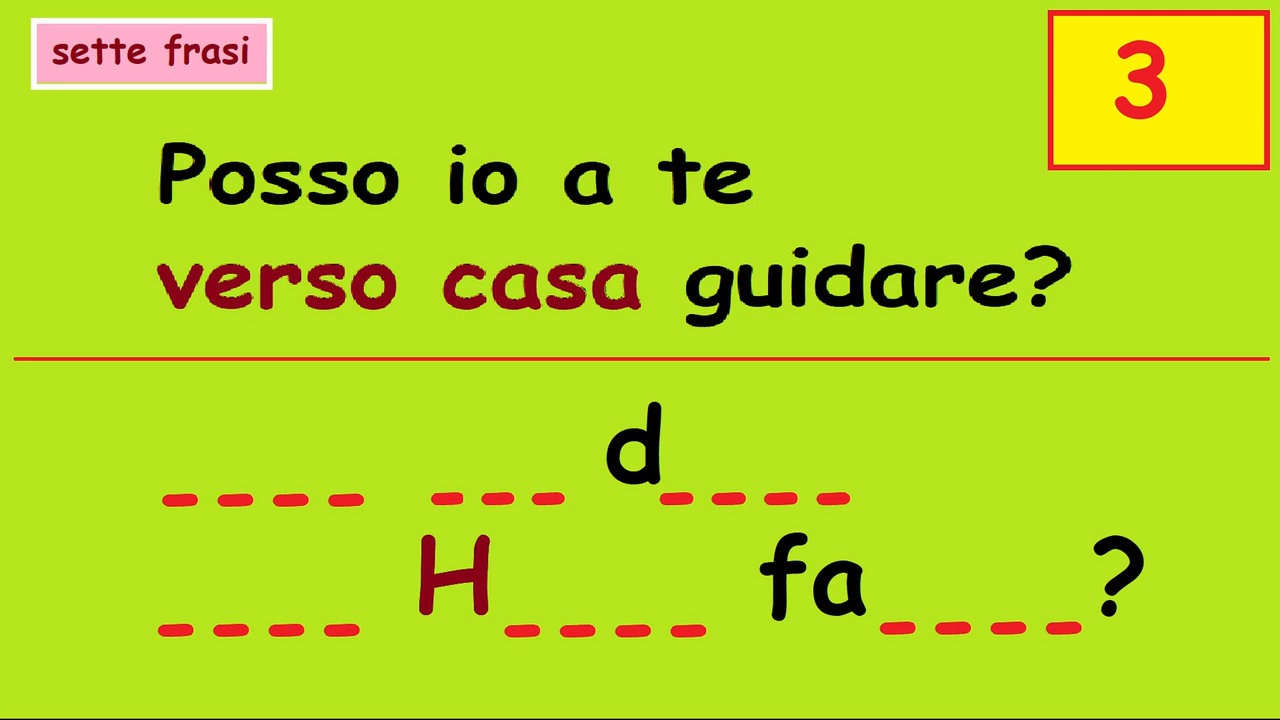 sette frasi
3
Posso io a te
verso casa guidare?
_ _ _ _ _ _ _ d _ _ _ _
_ _ _ _ H _ _ _ _ fa _ _ _ _ ?